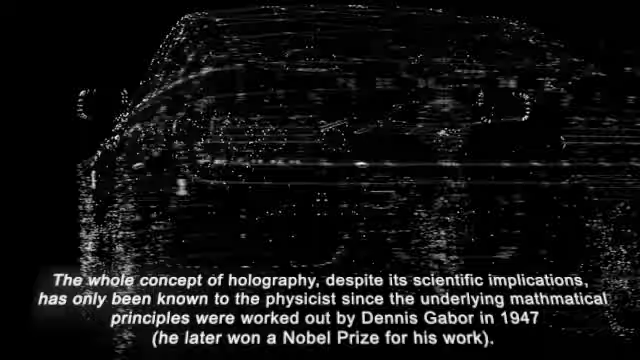 The whole concept of holography, despite its scientific implications,
has only been known to the physicist since the underlying mathmatical
principles were worked out by Dennis Gabor in 1947
(he later won a Nobel Prize for his work).